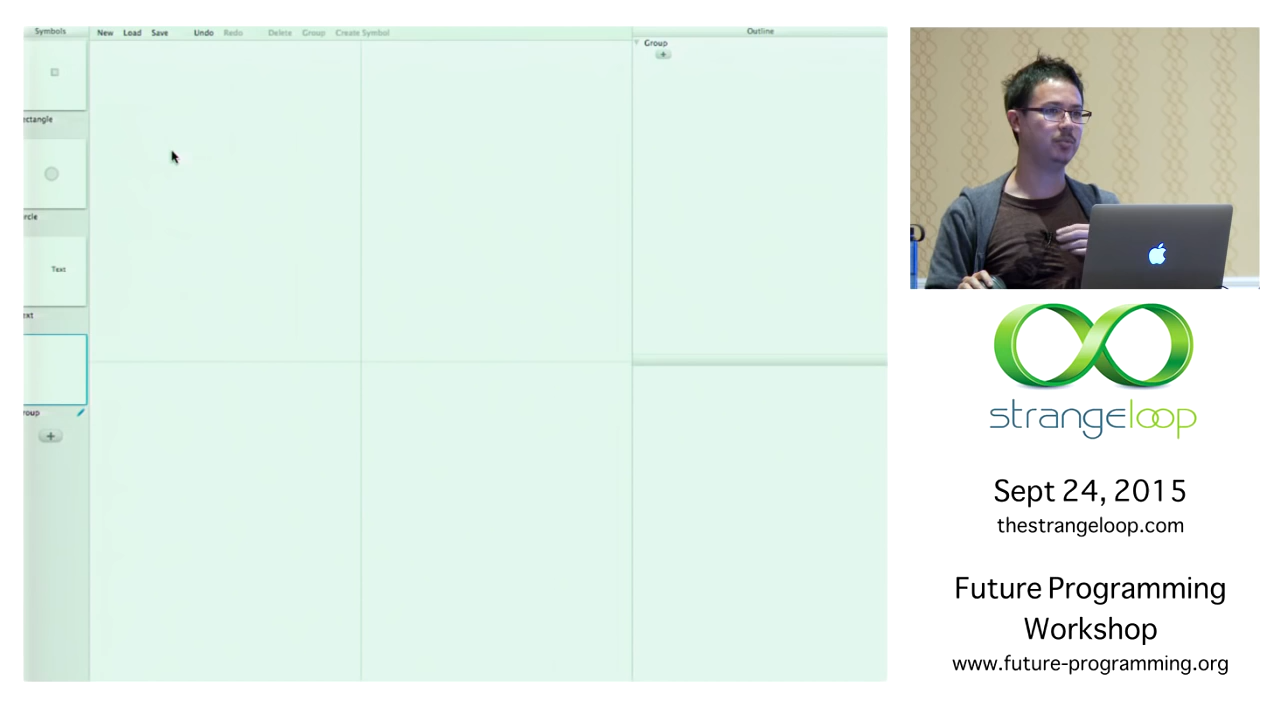 Symbols
New Load Save Undo Redo Delete Group Create Symbol
Outline
Group
+
ctangle
rcle
Text
ext
roup
+
strangeloop
Sept 24, 2015
thestrangeloop.com
Future Programming
Workshop
www.future-programming.org